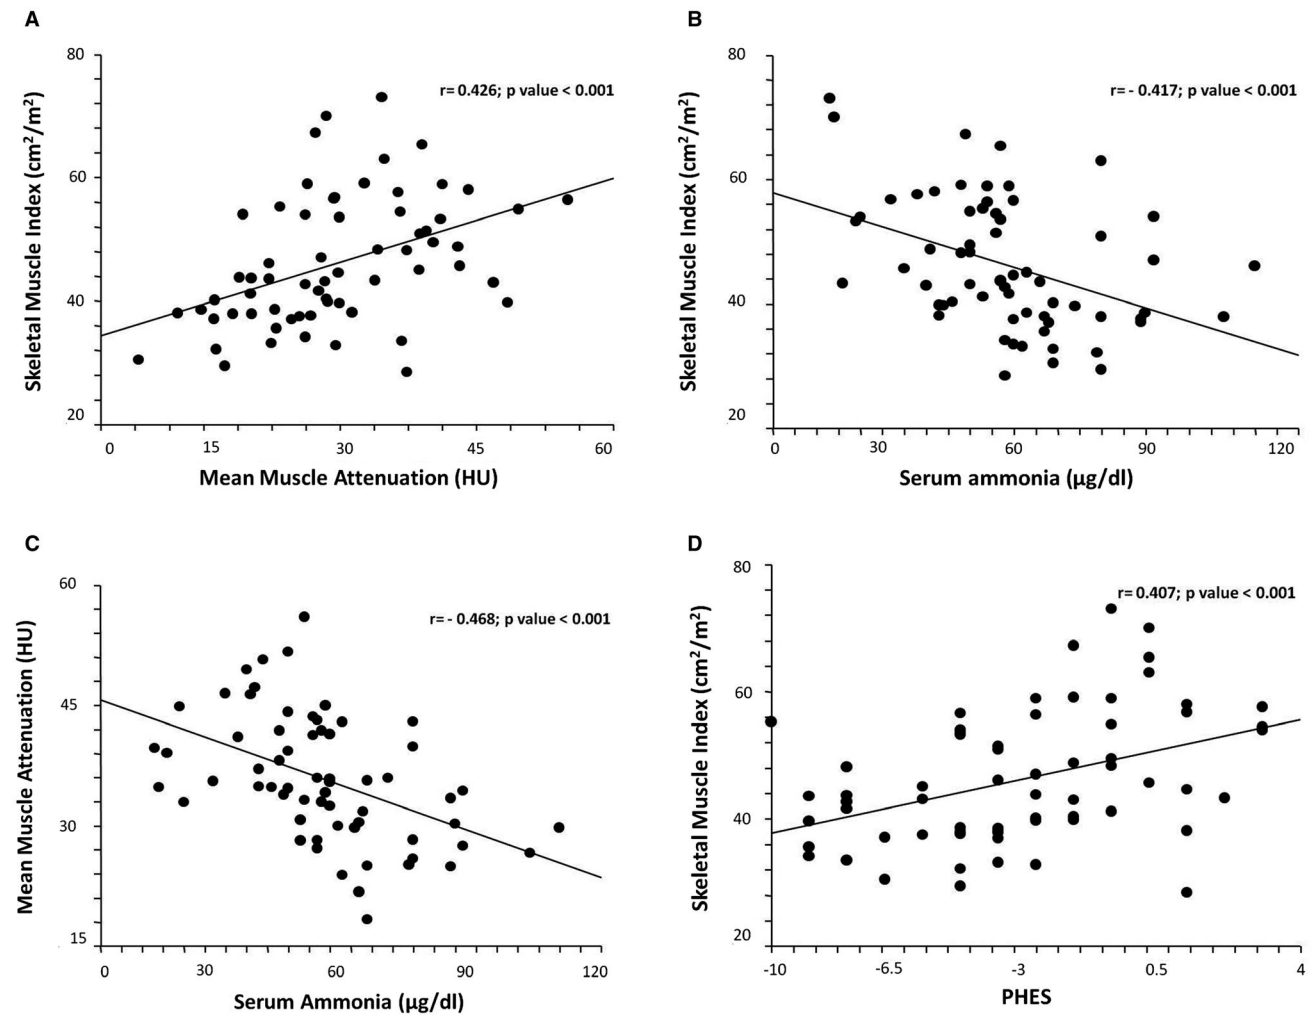 A
80
r= 0.426; p value < 0.001
60
40
20
Skeletal Muscle Index (cm²/m²)
0 15 30 45 60
Mean Muscle Attenuation (HU)
B
80
r= - 0.417; p value < 0.001
60
40
20
Skeletal Muscle Index (cm²/m²)
0 30 60 90 120
Serum ammonia (µg/dl)
C
60
r= - 0.468; p value < 0.001
45
30
15
Mean Muscle Attenuation (HU)
0 30 60 90 120
Serum Ammonia (µg/dl)
D
80
r= 0.407; p value < 0.001
60
40
20
Skeletal Muscle Index (cm²/m²)
-10 -6.5 -3 0.5 4
PHES